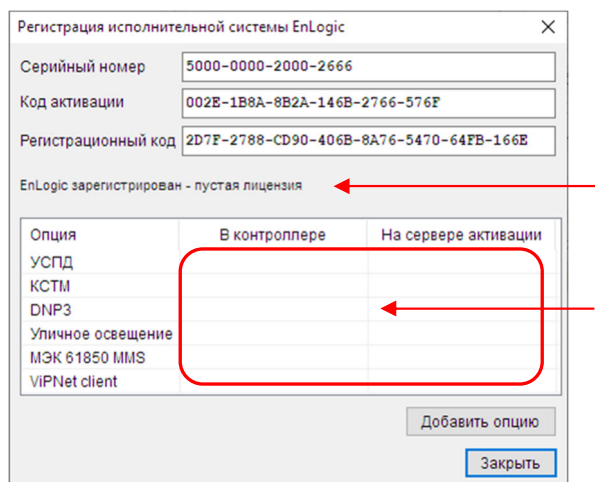 Регистрация исполнительной системы EnLogic
Серийный номер 5000-0000-2000-2666
Код активации 002E-1B8A-8B2A-146B-2766-576F
Регистрационный код 2D7F-2788-CD90-406B-8A76-5470-64FB-166E
EnLogic зарегистрирован - пустая лицензия
Опция В контроллере На сервере активации
УСПД
КСТМ
DNP3
Уличное освещение
МЭК 61850 MMS
ViPNet client
Добавить опцию
Закрыть